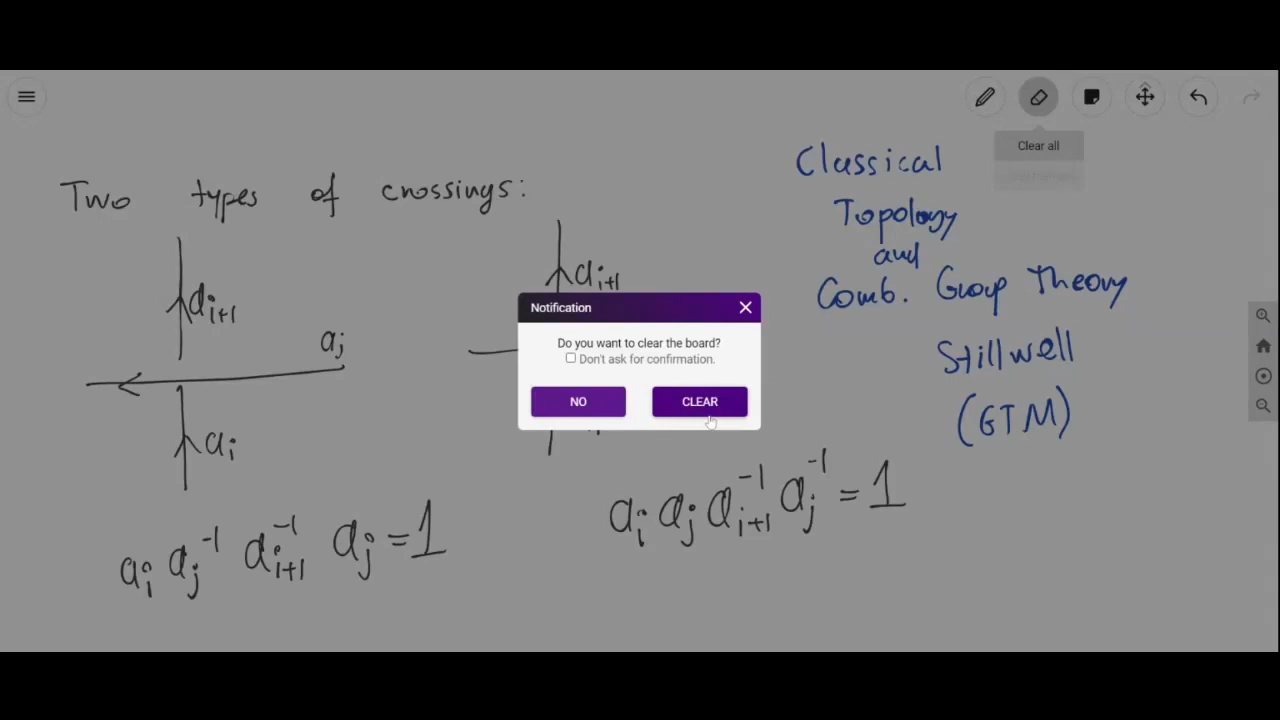 Clear all
Two types of crossings:
a_{i+1}
a_j
a_i
a_i a_j^{-1} a_{i+1}^{-1} a_j = 1
a_{i+1}
a_i a_j a_{i+1}^{-1} a_j^{-1} = 1
Classical
Topology
and
Comb. Group Theory
Stillwell
(GTM)
Notification
Do you want to clear the board?
Don't ask for confirmation.
NO
CLEAR